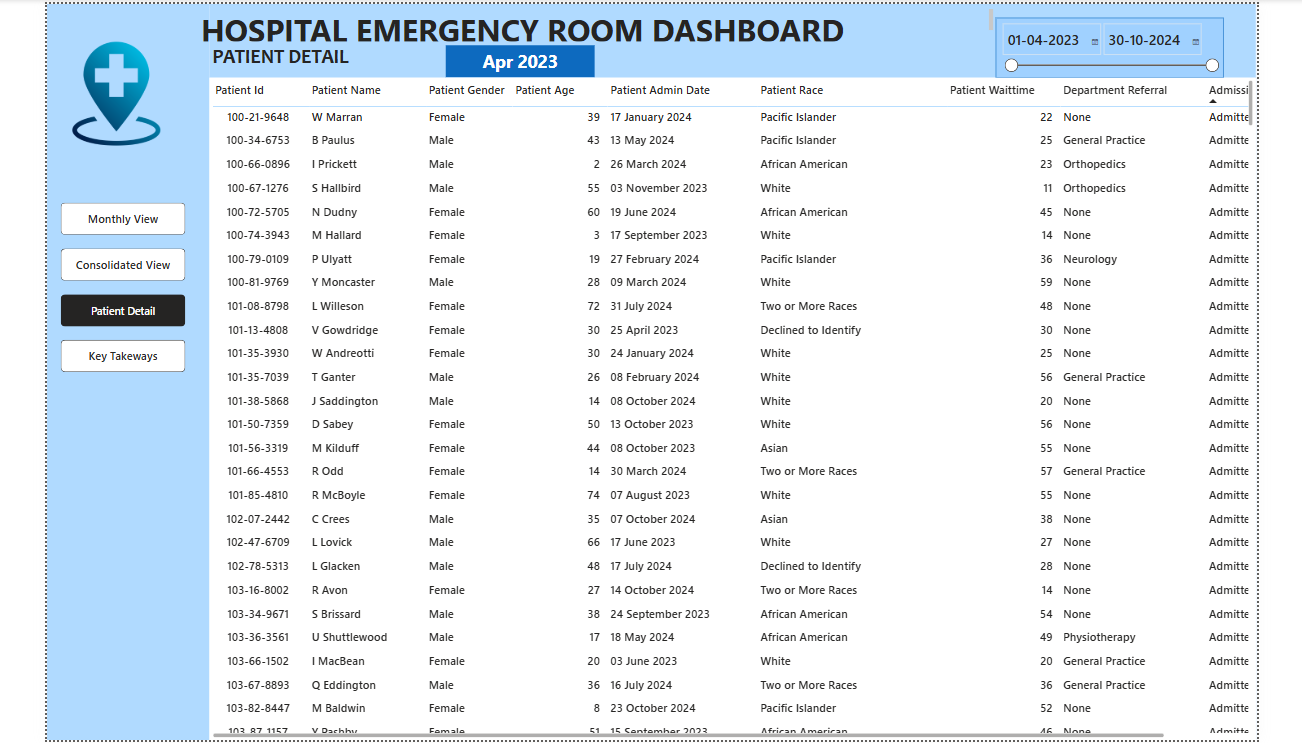 HOSPITAL EMERGENCY ROOM DASHBOARD
PATIENT DETAIL
Apr 2023
01-04-2023 30-10-2024
Monthly View
Consolidated View
Patient Detail
Key Takeways
Patient Id Patient Name Patient Gender Patient Age Patient Admin Date Patient Race Patient Waittime Department Referral Admissi
100-21-9648 W Marran Female 39 17 January 2024 Pacific Islander 22 None Admitte
100-34-6753 B Paulus Male 43 13 May 2024 Pacific Islander 25 General Practice Admitte
100-66-0896 I Prickett Male 2 26 March 2024 African American 23 Orthopedics Admitte
100-67-1276 S Hallbird Male 55 03 November 2023 White 11 Orthopedics Admitte
100-72-5705 N Dudny Female 60 19 June 2024 African American 45 None Admitte
100-74-3943 M Hallard Female 3 17 September 2023 White 14 None Admitte
100-79-0109 P Ulyatt Female 19 27 February 2024 Pacific Islander 36 Neurology Admitte
100-81-9769 Y Moncaster Male 28 09 March 2024 White 59 None Admitte
101-08-8798 L Willeson Female 72 31 July 2024 Two or More Races 48 None Admitte
101-13-4808 V Gowdridge Female 30 25 April 2023 Declined to Identify 30 None Admitte
101-35-3930 W Andreotti Female 30 24 January 2024 White 25 None Admitte
101-35-7039 T Ganter Male 26 08 February 2024 White 56 General Practice Admitte
101-38-5868 J Saddington Male 14 08 October 2024 White 20 None Admitte
101-50-7359 D Sabey Female 50 13 October 2023 White 56 None Admitte
101-56-3319 M Kilduff Female 44 08 October 2023 Asian 55 None Admitte
101-66-4553 R Odd Female 14 30 March 2024 Two or More Races 57 General Practice Admitte
101-85-4810 R McBoyle Female 74 07 August 2023 White 55 None Admitte
102-07-2442 C Crees Male 35 07 October 2024 Asian 38 None Admitte
102-47-6709 L Lovick Male 66 17 June 2023 White 27 None Admitte
102-78-5313 L Glacken Male 48 17 July 2024 Declined to Identify 28 None Admitte
103-16-8002 R Avon Female 27 14 October 2024 Two or More Races 14 None Admitte
103-34-9671 S Brissard Male 38 24 September 2023 African American 54 None Admitte
103-36-3561 U Shuttlewood Male 17 18 May 2024 African American 49 Physiotherapy Admitte
103-66-1502 I MacBean Female 20 03 June 2023 White 20 General Practice Admitte
103-67-8893 Q Eddington Male 36 16 July 2024 Two or More Races 36 General Practice Admitte
103-82-8447 M Baldwin Female 8 23 October 2024 Pacific Islander 52 None Admitte
103-87-1157 Y Pashby Female 51 15 September 2023 African American 46 None Admitte